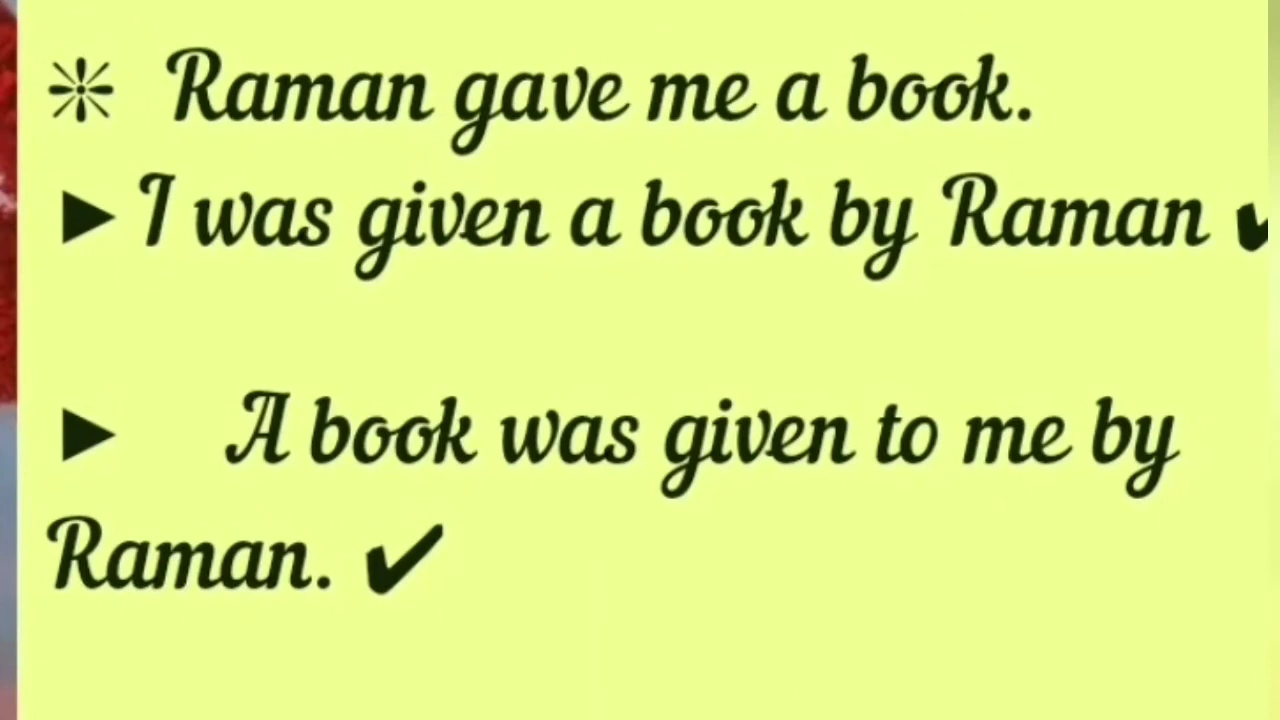 ❊ Raman gave me a book.
►I was given a book by Raman ✔
► A book was given to me by
Raman. ✔